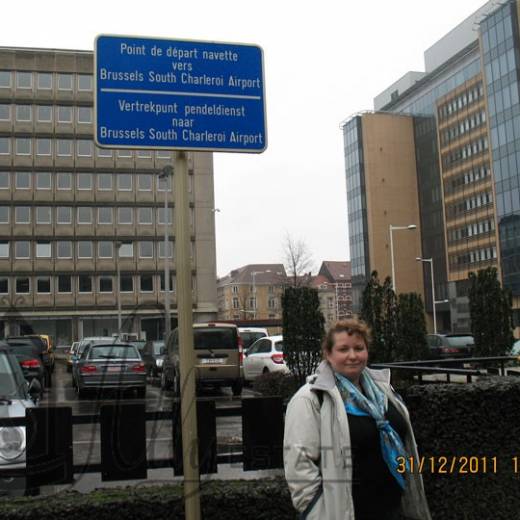 Point de départ navette
vers
Brussels South Charleroi Airport
Vertrekpunt pendeldienst
naar
Brussels South Charleroi Airport
31/12/2011 1